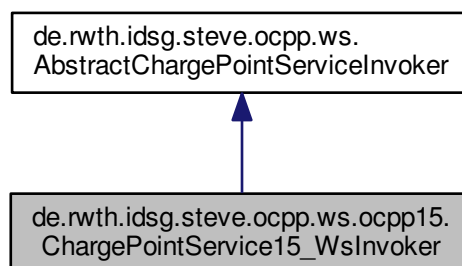 de.rwth.idsg.steve.ocpp.ws.
AbstractChargePointServiceInvoker
de.rwth.idsg.steve.ocpp.ws.ocpp15.
ChargePointService15_WsInvoker